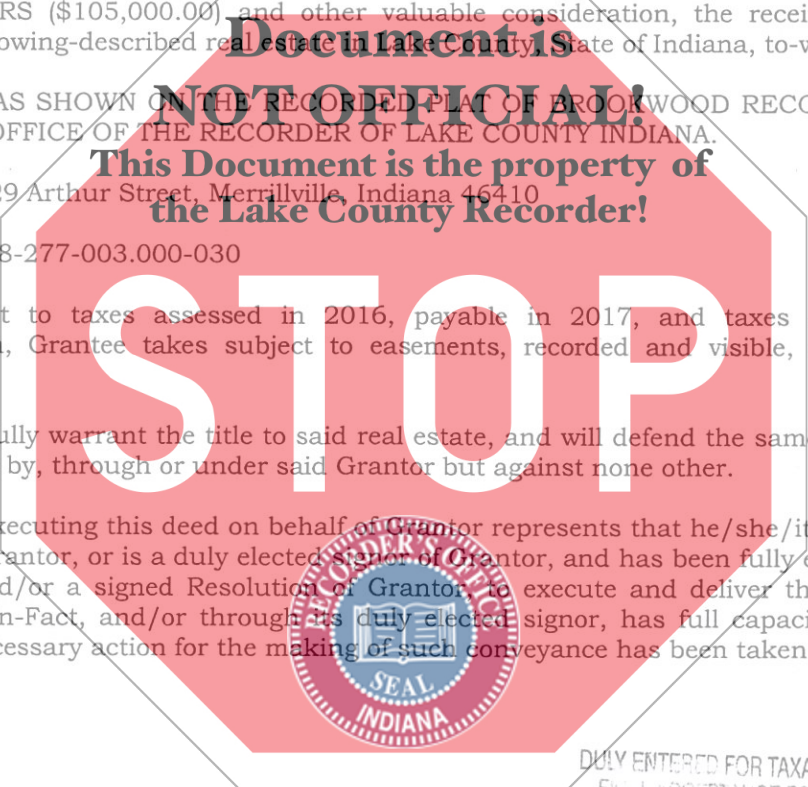 RS ($105,000.00) and other valuable consideration, the recei
owing-described real estate in Lake County, State of Indiana, to-v
Document is
NOT OFFICIAL!
AS SHOWN ON THE RECORDED PLAT OF BROOKWOOD RECO
OFFICE OF THE RECORDER OF LAKE COUNTY INDIANA.
This Document is the property of
the Lake County Recorder!
29 Arthur Street, Merrillville, Indiana 46410
8-277-003.000-030
STOP
t to taxes assessed in 2016, payable in 2017, and taxes
, Grantee takes subject to easements, recorded and visible,
ully warrant the title to said real estate, and will defend the sam
by, through or under said Grantor but against none other.
xecuting this deed on behalf of Grantor represents that he/she/it
rantor, or is a duly elected signor of Grantor, and has been fully
d/or a signed Resolution of Grantor, to execute and deliver th
n-Fact, and/or through its duly elected signor, has full capaci
cessary action for the making of such conveyance has been taken
RECORDER'S OFFICE
SEAL
INDIANA
DULY ENTERED FOR TAXA